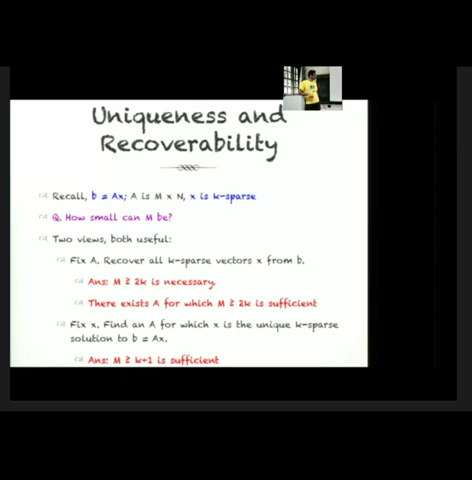 Uniqueness and
Recoverability
Recall, b = Ax; A is M x N, x is k-sparse
Q. How small can M be?
Two views, both useful:
Fix A. Recover all k-sparse vectors x from b.
Ans: M ≥ 2k is necessary.
There exists A for which M ≥ 2k is sufficient
Fix x. Find an A for which x is the unique k-sparse
solution to b = Ax.
Ans: M ≥ k+1 is sufficient